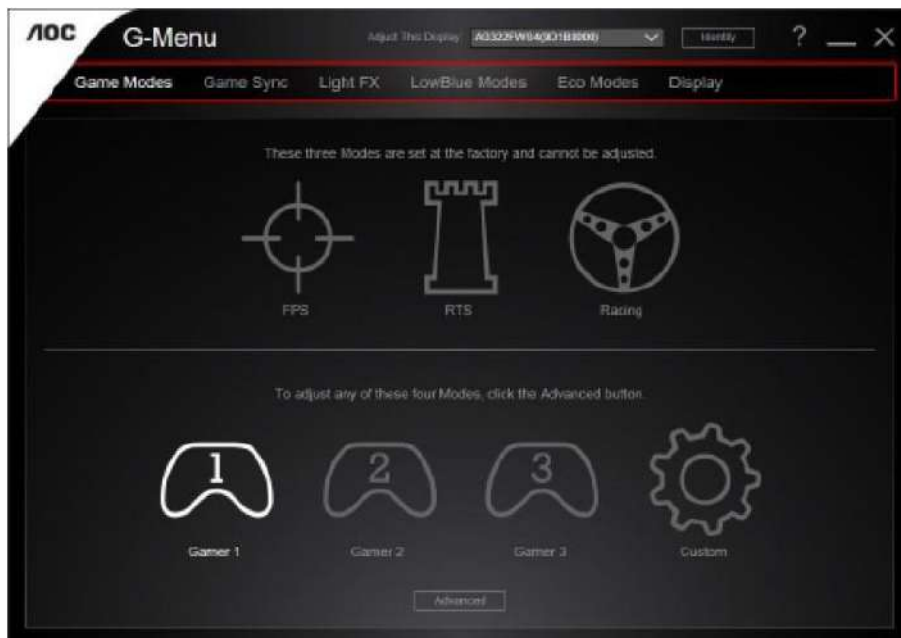 AOC
G-Menu
Adjust This Display
Identify
?
Game Modes
Game Sync
Light FX
LowBlue Modes
Eco Modes
Display
These three Modes are set at the factory and cannot be adjusted.
FPS
RTS
Racing
To adjust any of these four Modes, click the Advanced button.
1
2
3
Gamer 1
Gamer 2
Gamer 3
Custom
Advanced